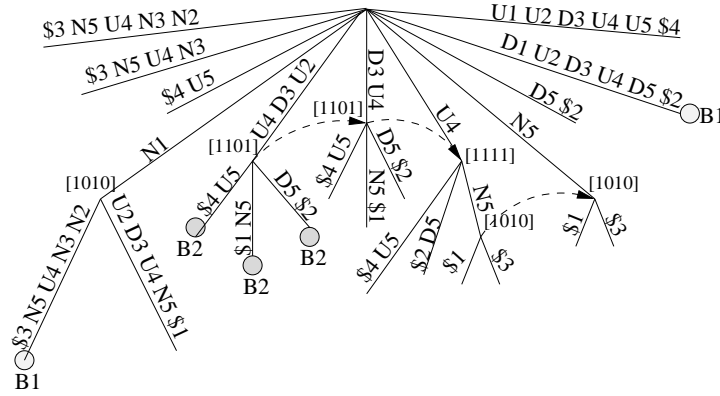 $3 N5 U4 N3 N2
U1 U2 D3 U4 U5 $4
$3 N5 U4 N3
D1 U2 D3 U4 D5 $2
B1
$4 U5
D5 $2
N1
U4 D3 U2
D3 U4
U4
N5
[1101]
[1101]
[1111]
[1010]
[1010]
$4 U5
$1 N5
D5 $2
B2
B2
B2
$4 U5
N5 $1
D5 $2
$4 U5
$2 D5
N5
[1010]
$1
$3
$1
$3
$3 N5 U4 N3 N2
U2 D3 U4 N5 $1
B1